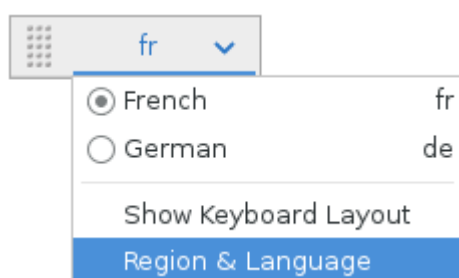 fr
French fr
German de
Show Keyboard Layout
Region & Language